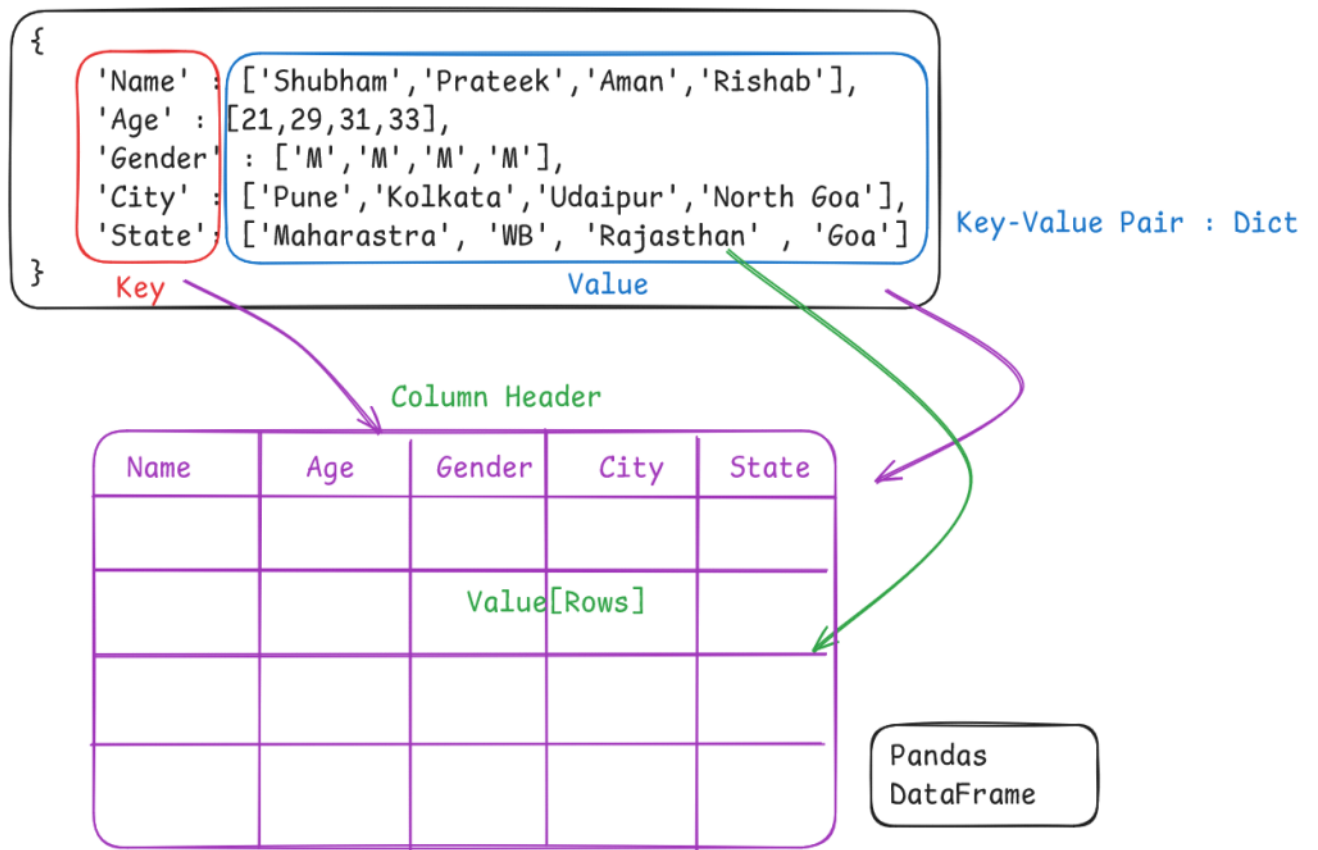 {
'Name' : ['Shubham','Prateek','Aman','Rishab'],
'Age' : [21,29,31,33],
'Gender' : ['M','M','M','M'],
'City' : ['Pune','Kolkata','Udaipur','North Goa'],
'State': ['Maharastra', 'WB', 'Rajasthan' , 'Goa']
}
Key
Value
Key-Value Pair : Dict
Column Header
Name Age Gender City State
Value[Rows]
Pandas
DataFrame